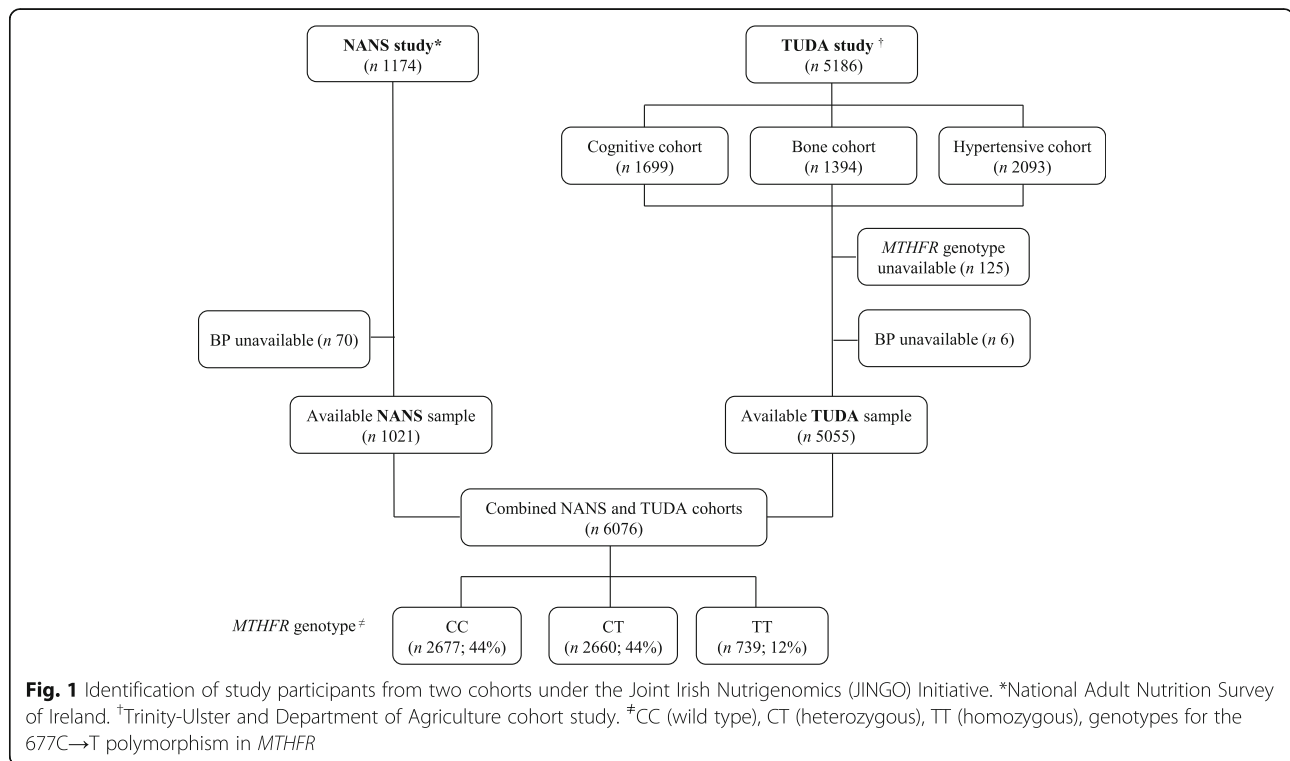 NANS study*
(n 1174)
TUDA study †
(n 5186)
Cognitive cohort
(n 1699)
Bone cohort
(n 1394)
Hypertensive cohort
(n 2093)
MTHFR genotype
unavailable (n 125)
BP unavailable (n 70)
BP unavailable (n 6)
Available NANS sample
(n 1021)
Available TUDA sample
(n 5055)
Combined NANS and TUDA cohorts
(n 6076)
MTHFR genotype ≠
CC
(n 2677; 44%)
CT
(n 2660; 44%)
TT
(n 739; 12%)
Fig. 1 Identification of study participants from two cohorts under the Joint Irish Nutrigenomics (JINGO) Initiative. *National Adult Nutrition Survey
of Ireland. †Trinity-Ulster and Department of Agriculture cohort study. ≠CC (wild type), CT (heterozygous), TT (homozygous), genotypes for the
677C→T polymorphism in MTHFR